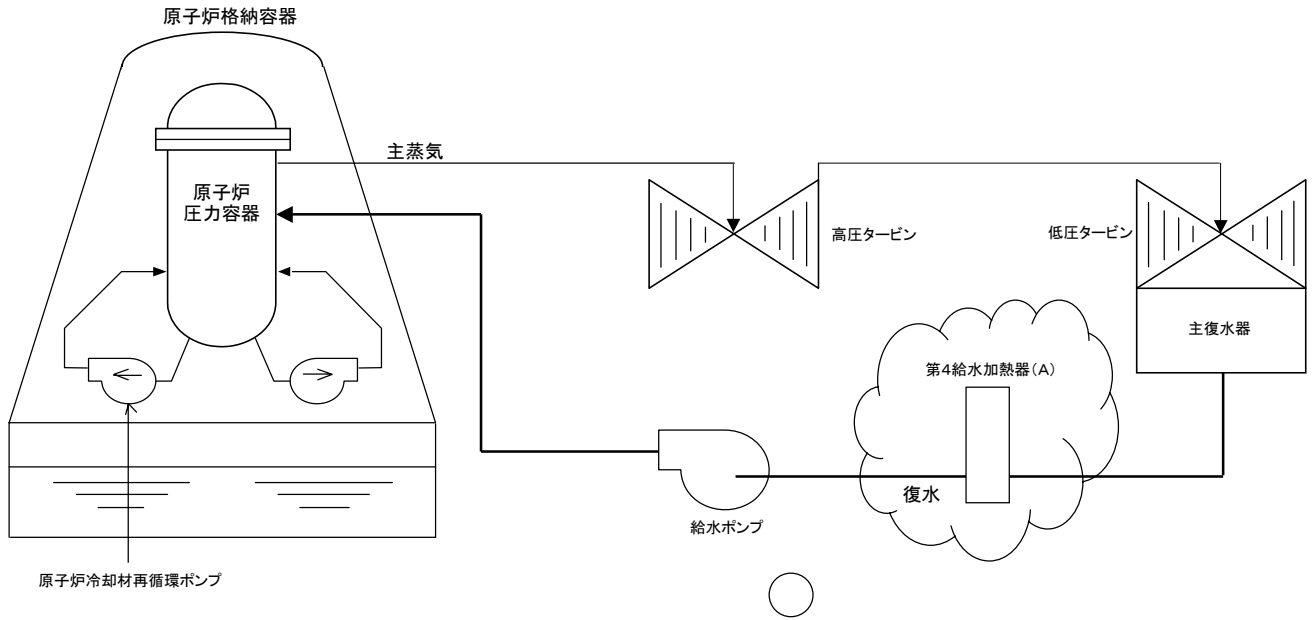 原子炉格納容器
主蒸気
原子炉
圧力容器
高圧タービン
低圧タービン
主復水器
第4給水加熱器(A)
復水
給水ポンプ
原子炉冷却材再循環ポンプ